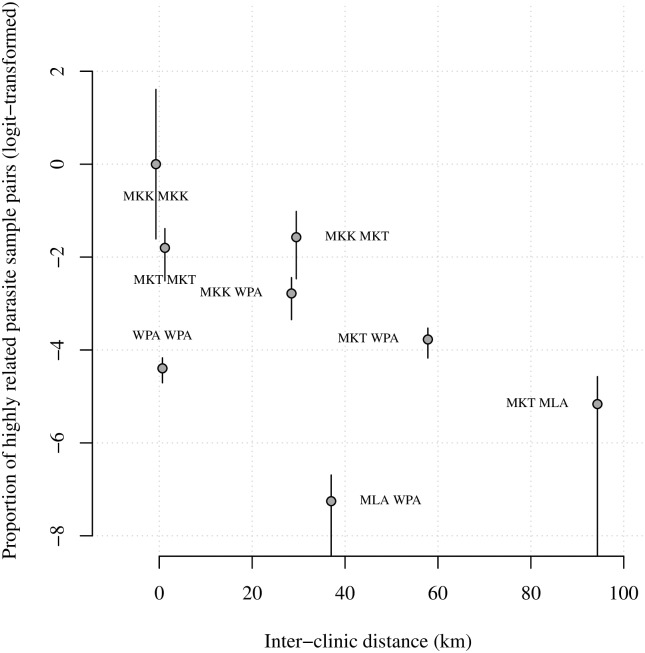 Proportion of highly related parasite sample pairs (logit−transformed)
2
0
−2
−4
−6
−8
MKK MKK
MKK MKT
MKT MKT
MKK WPA
WPA WPA
MKT WPA
MKT MLA
MLA WPA
0 20 40 60 80 100
Inter−clinic distance (km)